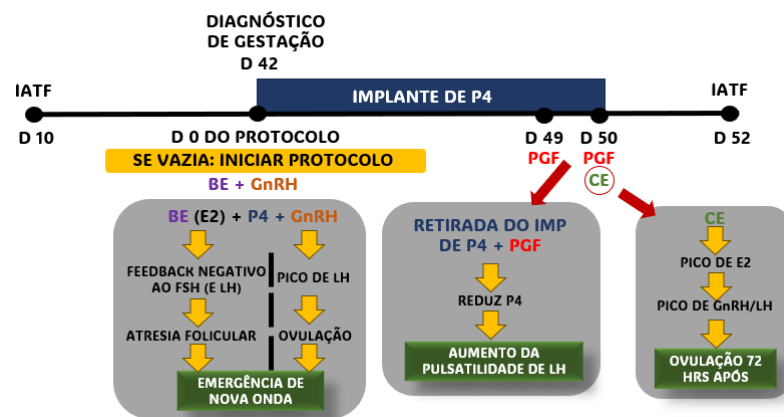 DIAGNÓSTICO
DE GESTAÇÃO
D 42
IATF
IMPLANTE DE P4
IATF
D 10
D 0 DO PROTOCOLO
D 49
D 50
D 52
SE VAZIA: INICIAR PROTOCOLO
PGF
PGF
BE + GnRH
CE
BE (E2) + P4 + GnRH
FEEDBACK NEGATIVO
AO FSH (E LH)
PICO DE LH
ATRESIA FOLICULAR
OVULAÇÃO
EMERGÊNCIA DE
NOVA ONDA
RETIRADA DO IMP
DE P4 + PGF
REDUZ P4
AUMENTO DA
PULSATILIDADE DE LH
CE
PICO DE E2
PICO DE GnRH/LH
OVULAÇÃO 72
HRS APÓS